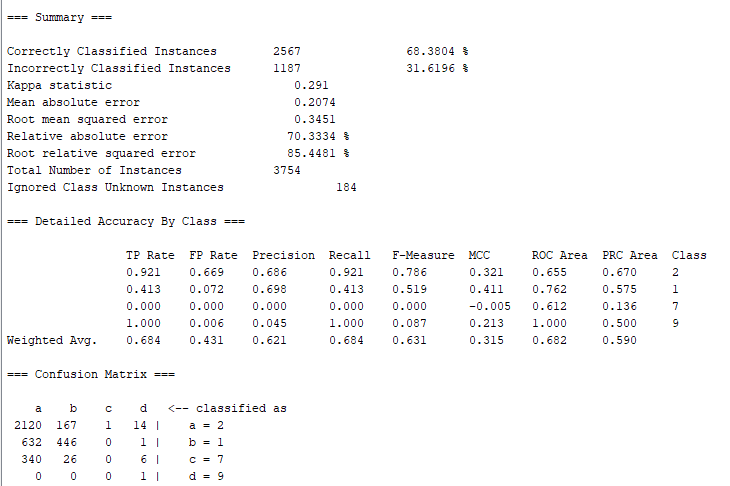 === Summary ===
Correctly Classified Instances 2567 68.3804 %
Incorrectly Classified Instances 1187 31.6196 %
Kappa statistic 0.291
Mean absolute error 0.2074
Root mean squared error 0.3451
Relative absolute error 70.3334 %
Root relative squared error 85.4481 %
Total Number of Instances 3754
Ignored Class Unknown Instances 184
=== Detailed Accuracy By Class ===
TP Rate FP Rate Precision Recall F-Measure MCC ROC Area PRC Area Class
0.921 0.669 0.686 0.921 0.786 0.321 0.655 0.670 2
0.413 0.072 0.698 0.413 0.519 0.411 0.762 0.575 1
0.000 0.000 0.000 0.000 0.000 -0.005 0.612 0.136 7
1.000 0.006 0.045 1.000 0.087 0.213 1.000 0.500 9
Weighted Avg. 0.684 0.431 0.621 0.684 0.631 0.315 0.682 0.590
=== Confusion Matrix ===
a b c d <-- classified as
2120 167 1 14 | a = 2
632 446 0 1 | b = 1
340 26 0 6 | c = 7
0 0 0 1 | d = 9